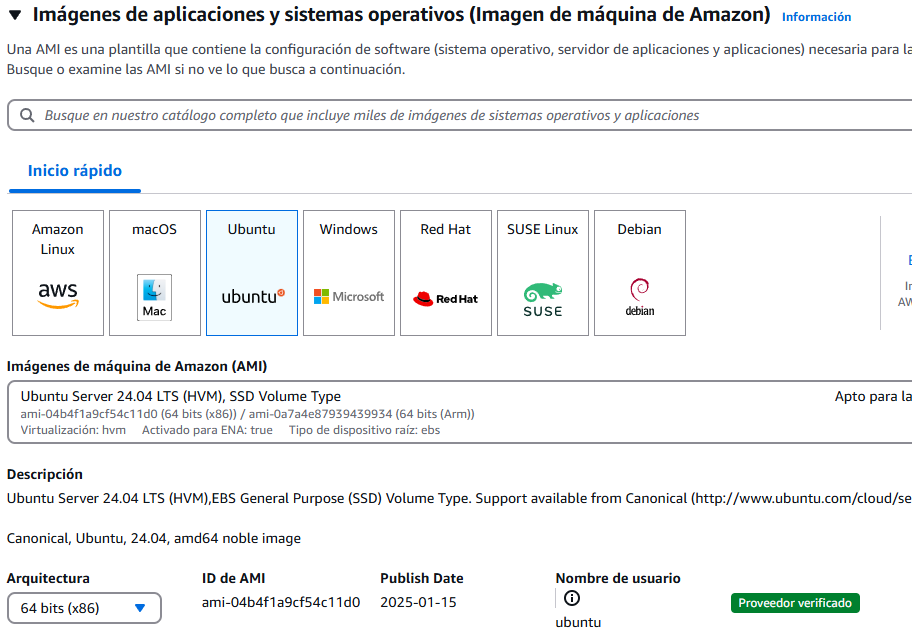 Imágenes de aplicaciones y sistemas operativos (Imagen de máquina de Amazon) Información
Una AMI es una plantilla que contiene la configuración de software (sistema operativo, servidor de aplicaciones y aplicaciones) necesaria para la
Busque o examine las AMI si no ve lo que busca a continuación.
Busque en nuestro catálogo completo que incluye miles de imágenes de sistemas operativos y aplicaciones
Inicio rápido
Amazon
Linux
aws
macOS
Mac
Ubuntu
ubuntu
Windows
Microsoft
Red Hat
Red Hat
SUSE Linux
SUSE
Debian
debian
AW
Imágenes de máquina de Amazon (AMI)
Ubuntu Server 24.04 LTS (HVM), SSD Volume Type Apto para la
ami-04b4f1a9cf54c11d0 (64 bits (x86)) / ami-0a7a4e87939439934 (64 bits (Arm))
Virtualización: hvm Activado para ENA: true Tipo de dispositivo raíz: ebs
Descripción
Ubuntu Server 24.04 LTS (HVM),EBS General Purpose (SSD) Volume Type. Support available from Canonical (http://www.ubuntu.com/cloud/se
Canonical, Ubuntu, 24.04, amd64 noble image
Arquitectura
64 bits (x86)
ID de AMI
ami-04b4f1a9cf54c11d0
Publish Date
2025-01-15
Nombre de usuario
ubuntu
Proveedor verificado